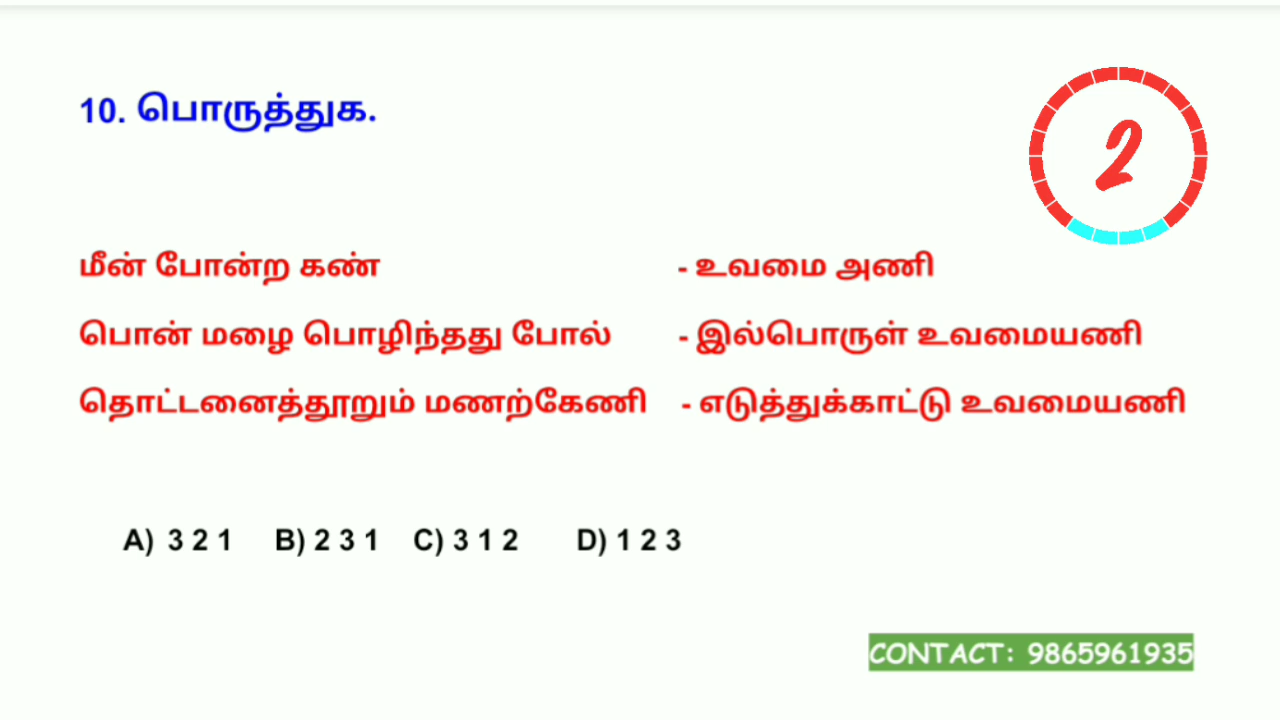 10. பொருத்துக.
2
மீன் போன்ற கண் - உவமை அணி
பொன் மழை பொழிந்தது போல் - இல்பொருள் உவமையணி
தொட்டனைத்தூறும் மணற்கேணி - எடுத்துக்காட்டு உவமையணி
A) 3 2 1 B) 2 3 1 C) 3 1 2 D) 1 2 3
CONTACT: 9865961935